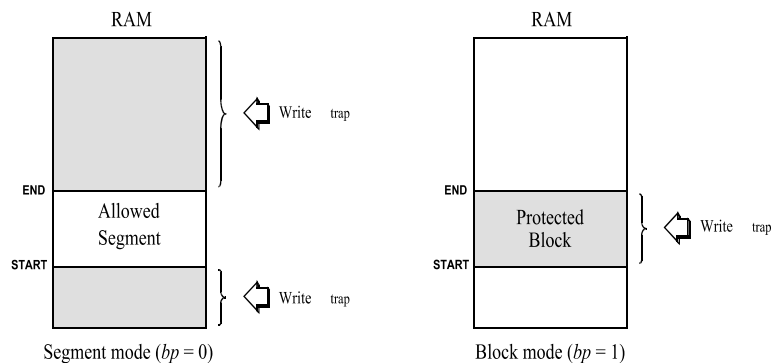 RAM
Write trap
END
Allowed
Segment
START
Write trap
Segment mode (bp = 0)
RAM
END
Protected
Block
Write trap
START
Block mode (bp = 1)